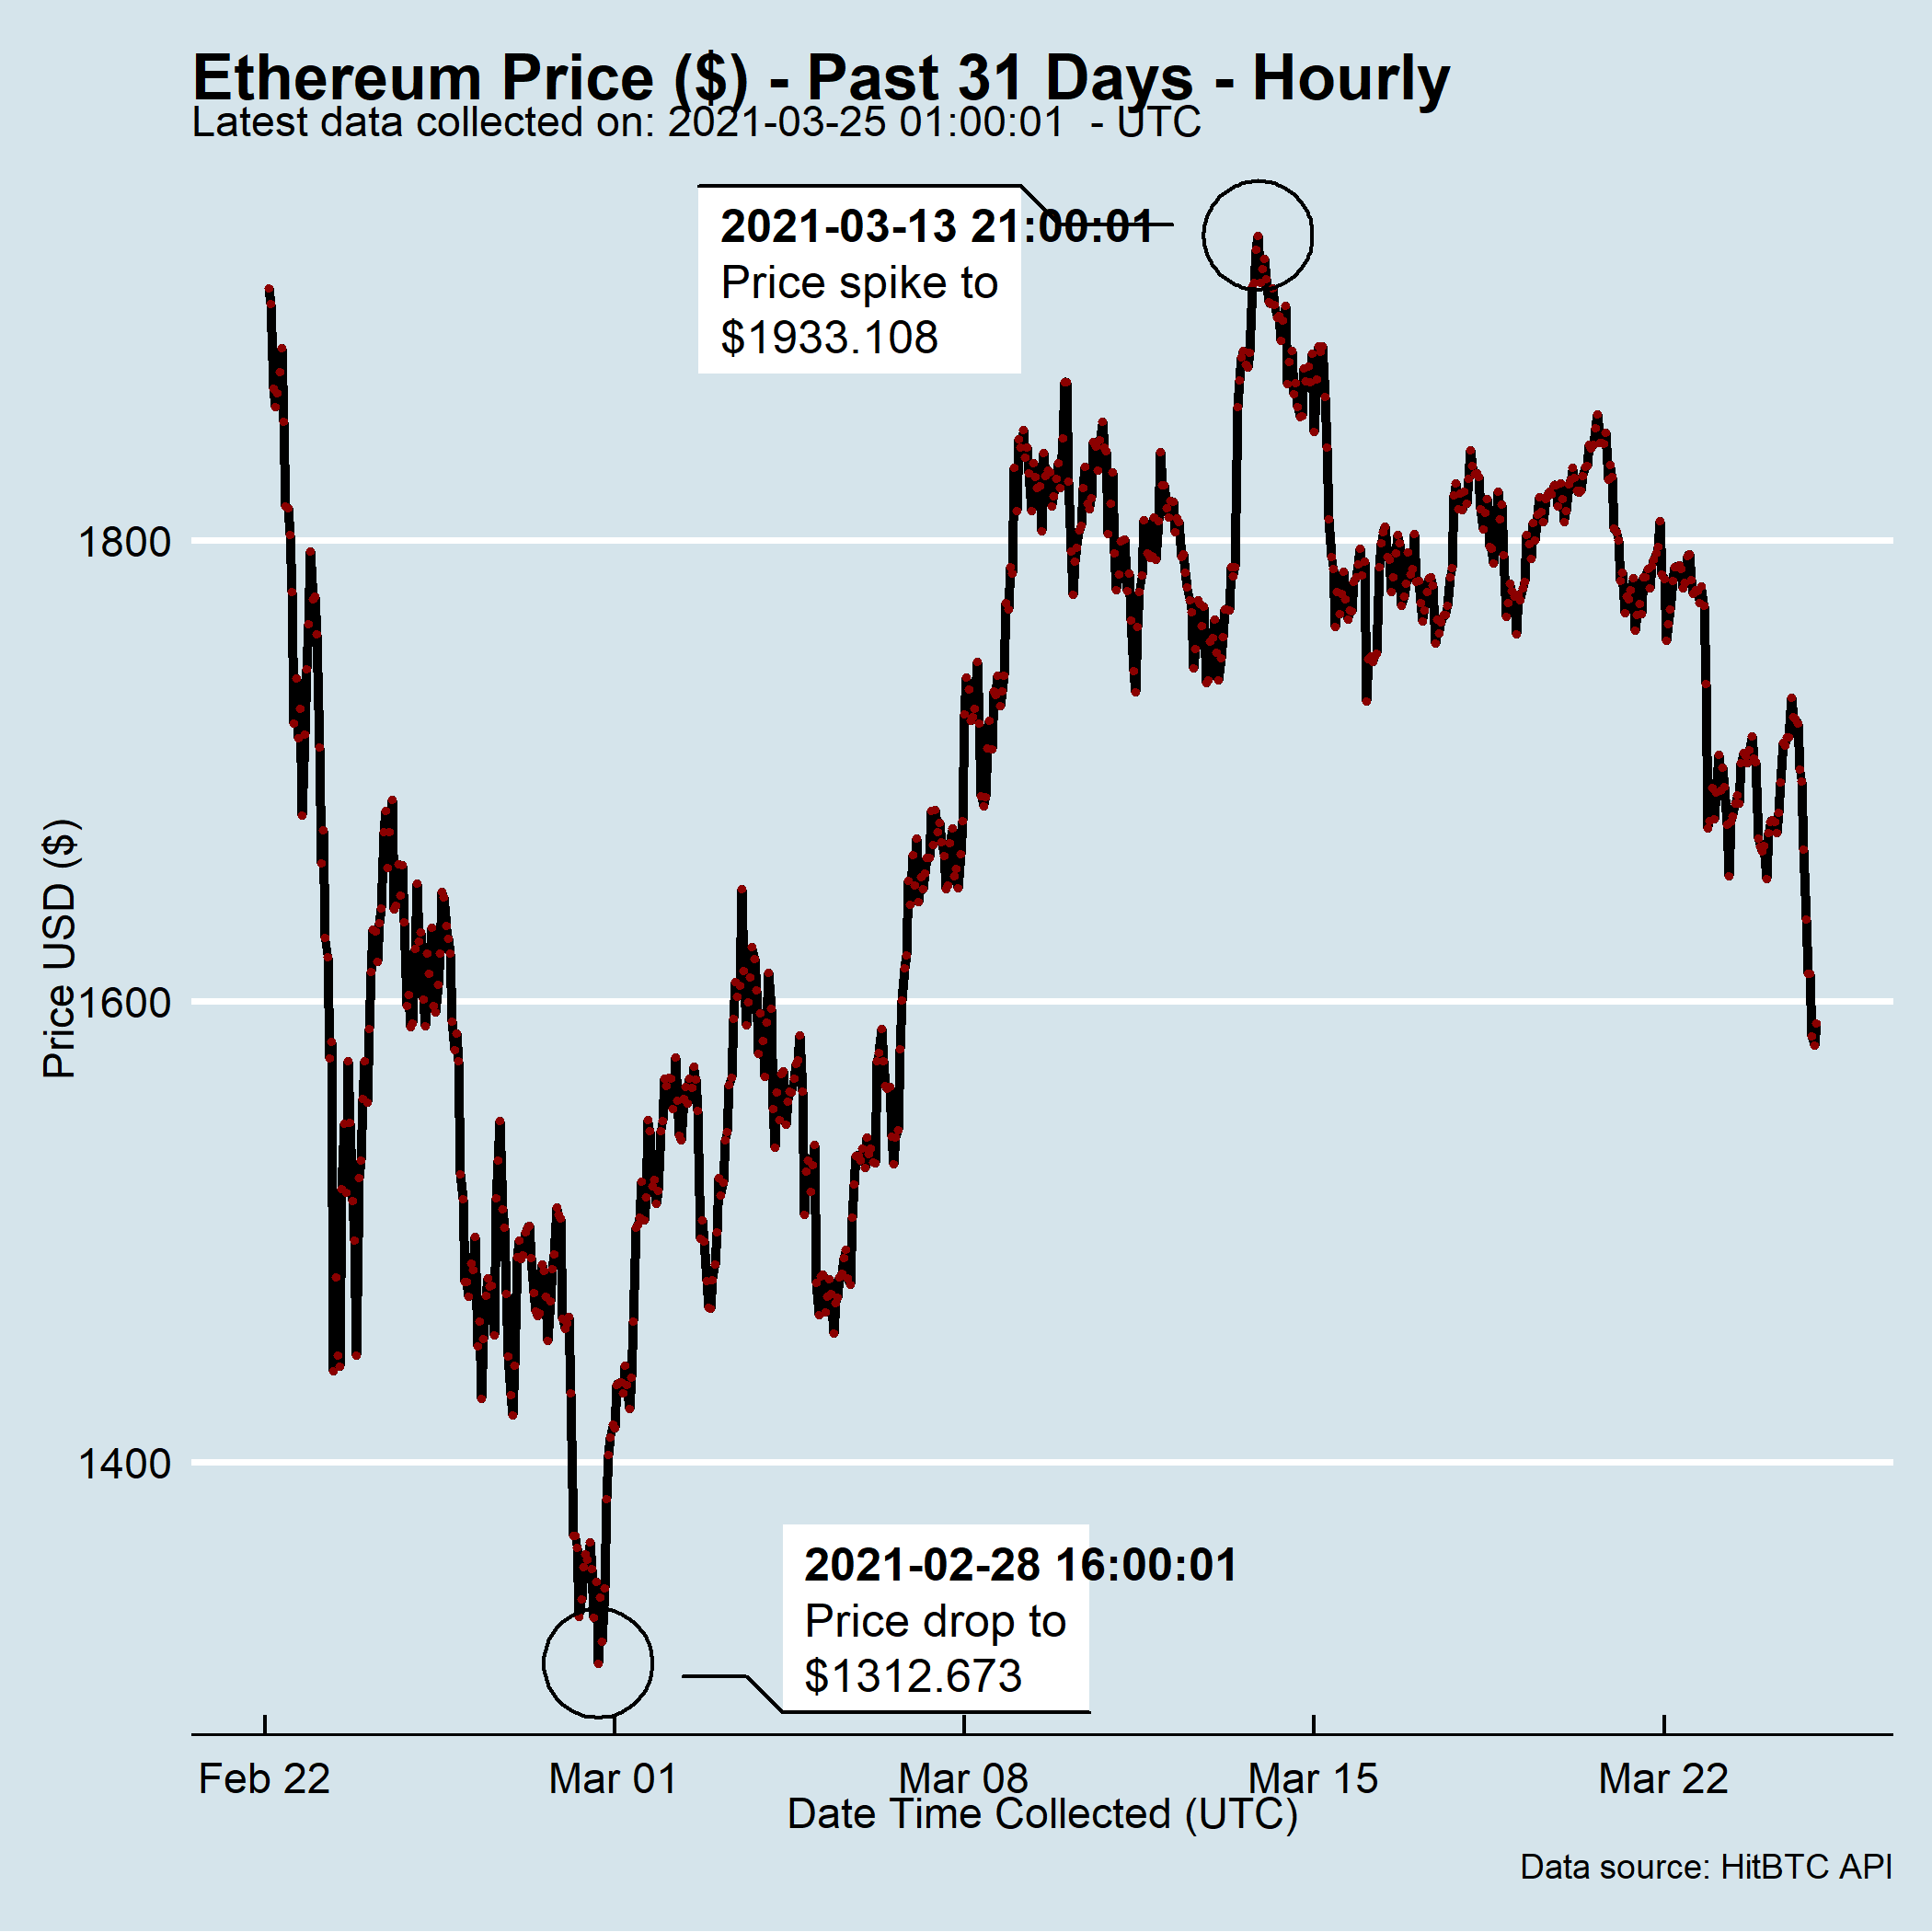 Ethereum Price ($) - Past 31 Days - Hourly
Latest data collected on: 2021-03-25 01:00:01  - UTC
2021-03-13 21:00:01
Price spike to
$1933.108
1800
1600
1400
Price USD ($)
2021-02-28 16:00:01
Price drop to
$1312.673
Feb 22
Mar 01
Mar 08
Mar 15
Mar 22
Date Time Collected (UTC)
Data source: HitBTC API